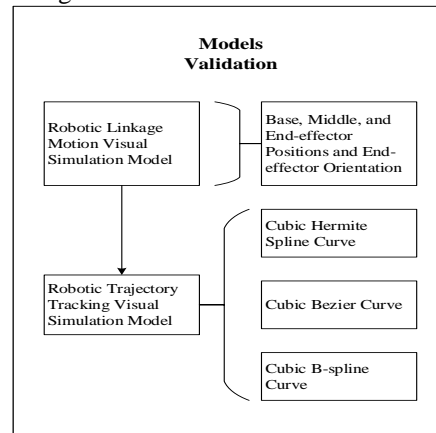 Models
Validation
Robotic Linkage
Motion Visual
Simulation Model
Base, Middle, and
End-effector
Positions and End-
effector Orientation
Cubic Hermite
Spline Curve
Robotic Trajectory
Tracking Visual
Simulation Model
Cubic Bezier Curve
Cubic B-spline
Curve